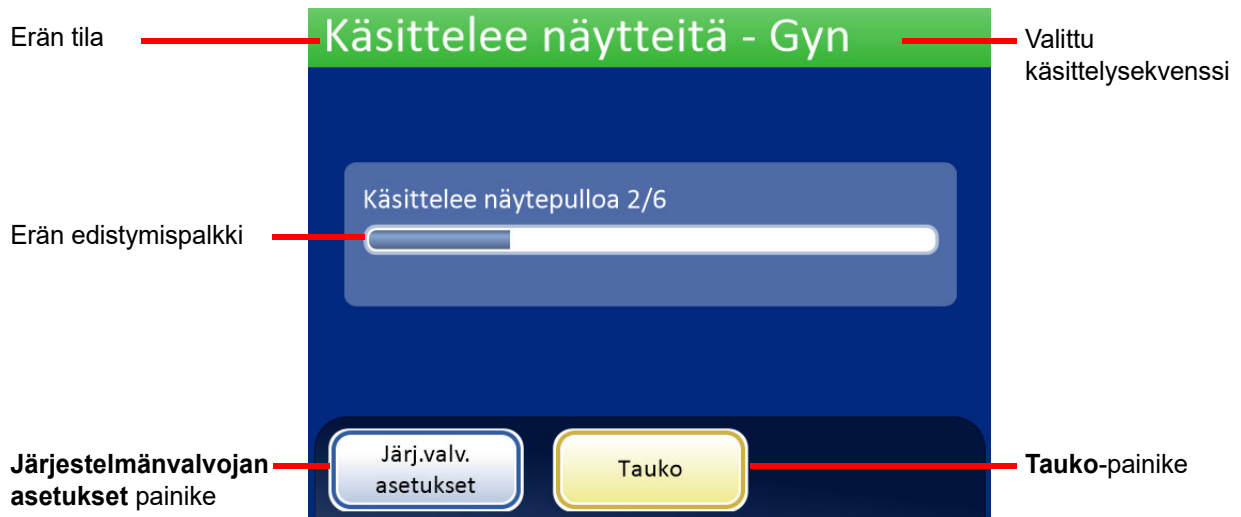 Erän tila
Käsittelee näytteitä - Gyn
Valittu
käsittelysekvenssi
Käsittelee näytepulloa 2/6
Erän edistymispalkki
Järjestelmänvalvojan
asetukset painike
Järj.valv.
asetukset
Tauko
Tauko-painike